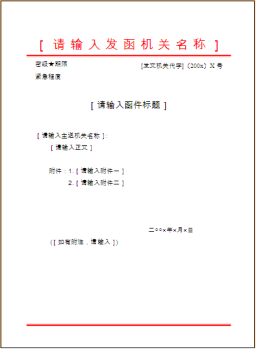 [ 请输入发函机关名称 ]
密级★期限 [发文机关代字]（200x）X 号
紧急程度
[ 请输入函件标题 ]
[ 请输入主送机关名称 ]：
[ 请输入正文 ]
附件：1. [ 请输入附件一 ]
2. [ 请输入附件二 ]
二○○×年×月×日
（[ 如有附注，请输入 ]）